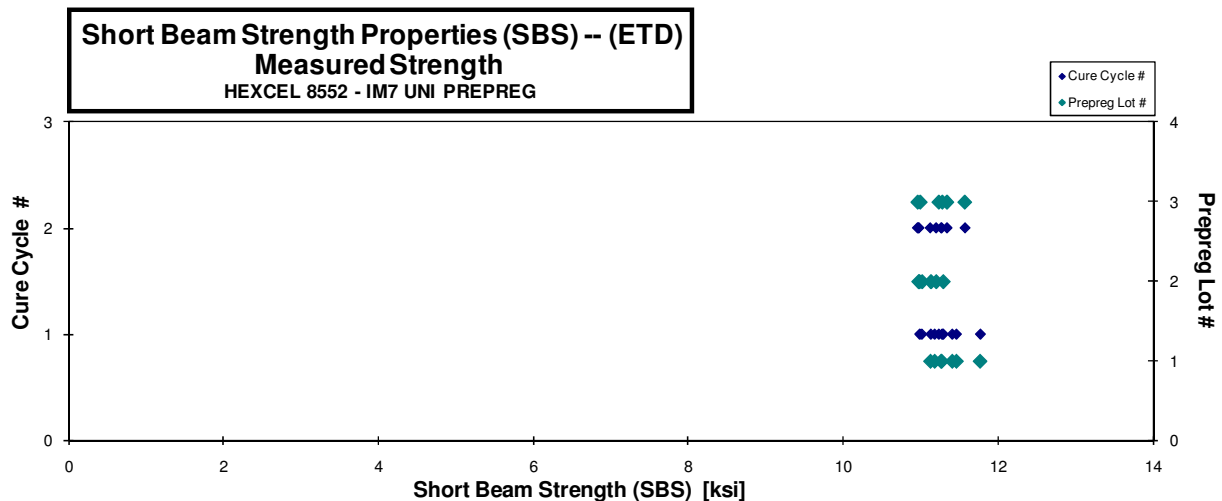 Short Beam Strength Properties (SBS) -- (ETD)
Measured Strength
HEXCEL 8552 - IM7 UNI PREPREG
Cure Cycle #
Prepreg Lot #
3
2
1
0
Cure Cycle #
4
3
2
1
0
Prepreg Lot #
0 2 4 6 8 10 12 14
Short Beam Strength (SBS) [ksi]